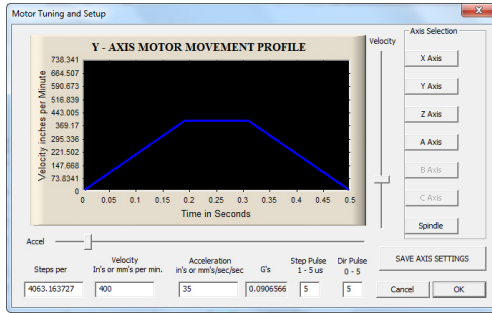 Motor Tuning and Setup
Y - AXIS MOTOR MOVEMENT PROFILE
Velocity inches per Minute
738.341
664.507
590.673
516.839
443.005
369.17
295.336
221.502
147.668
73.8341
0
0 0.05 0.1 0.15 0.2 0.25 0.3 0.35 0.4 0.45 0.5
Time in Seconds
Velocity
Axis Selection
X Axis
Y Axis
Z Axis
A Axis
B Axis
C Axis
Spindle
Accel
Steps per
Velocity
In's or mm's per min.
Acceleration
in's or mm's/sec/sec
G's
Step Pulse
1 - 5 us
Dir Pulse
0 - 5
4063.163727 400 35 0.0906566 5 5
SAVE AXIS SETTINGS
Cancel OK